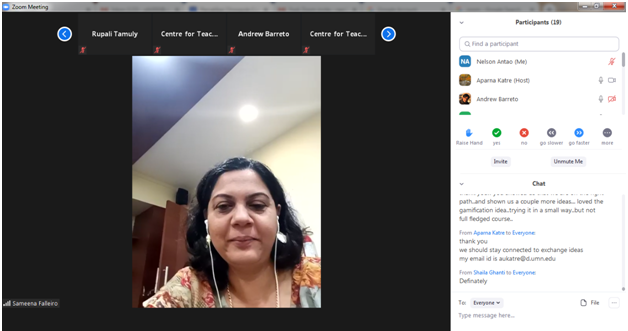 Zoom Meeting
Rupali Tamuly
Centre for Teac...
Andrew Barreto
Centre for Teac...
Sameena Falleiro
Participants (19)
Find a participant
NA Nelson Antao (Me)
Aparna Katre (Host)
Andrew Barreto
Raise Hand yes no go slower go faster more
Invite Unmute Me
Chat
path..and shown us a couple more ideas... loved the
gamification idea..trying it in a small way..but not
full fledged course..
From Aparna Katre to Everyone:
thank you
we should stay connected to exchange ideas
my email id is aukatre@d.umn.edu
From Shaila Ghanti to Everyone:
Definately
To: Everyone File ...
Type message here...